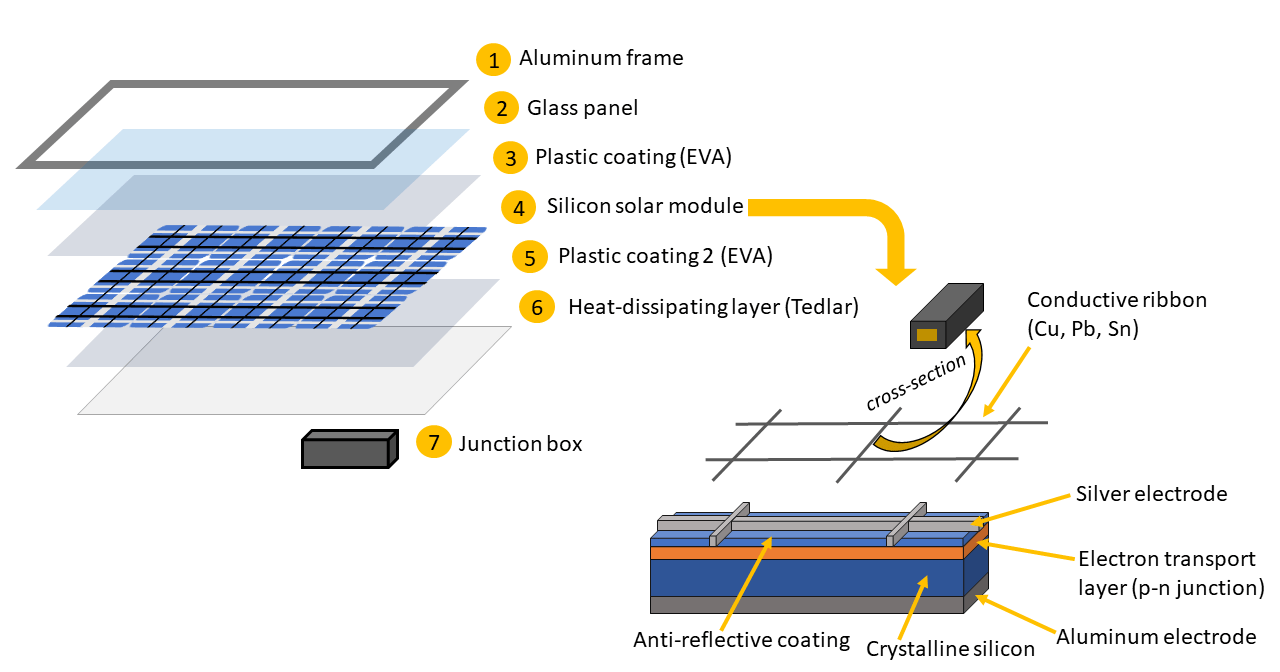 1 Aluminum frame
2 Glass panel
3 Plastic coating (EVA)
4 Silicon solar module
5 Plastic coating 2 (EVA)
6 Heat-dissipating layer (Tedlar)
7 Junction box
Conductive ribbon
(Cu, Pb, Sn)
cross-section
Silver electrode
Electron transport
layer (p-n junction)
Aluminum electrode
Anti-reflective coating
Crystalline silicon